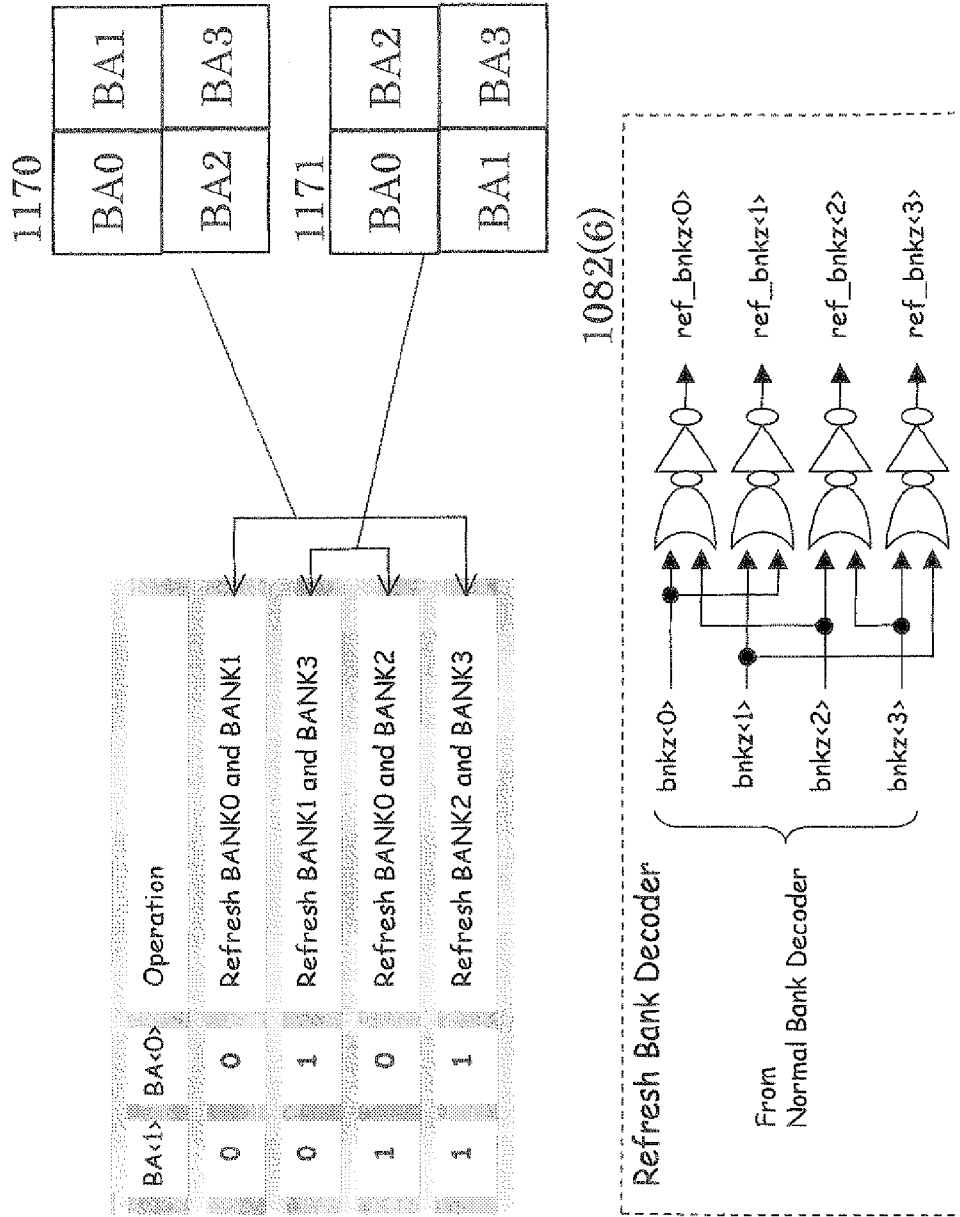 BA<1> BA<0> Operation
0 0 Refresh BANK0 and BANK1
0 1 Refresh BANK1 and BANK3
1 0 Refresh BANK0 and BANK2
1 1 Refresh BANK2 and BANK3
1170
BA0 BA1
BA2 BA3
1171
BA0 BA2
BA1 BA3
1082(6)
Refresh Bank Decoder
From
Normal Bank Decoder
bnkz<0> ref_bnkz<0>
bnkz<1> ref_bnkz<1>
bnkz<2> ref_bnkz<2>
bnkz<3> ref_bnkz<3>